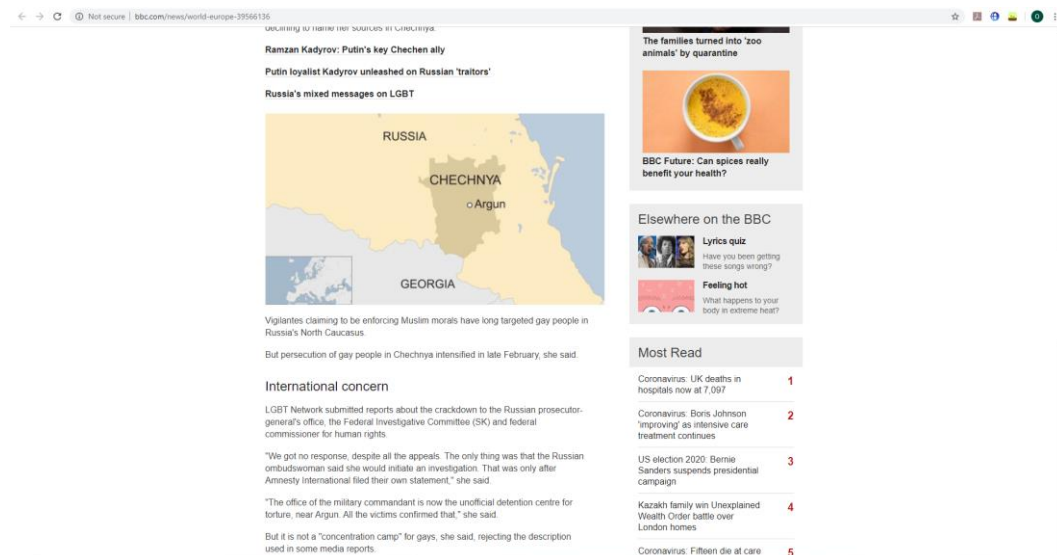 Not secure | bbc.com/news/world-europe-39566136
declining to name her sources in Chechnya.
Ramzan Kadyrov: Putin's key Chechen ally
Putin loyalist Kadyrov unleashed on Russian 'traitors'
Russia's mixed messages on LGBT
RUSSIA
CHECHNYA
Argun
GEORGIA
Vigilantes claiming to be enforcing Muslim morals have long targeted gay people in
Russia's North Caucasus.
But persecution of gay people in Chechnya intensified in late February, she said.
International concern
LGBT Network submitted reports about the crackdown to the Russian prosecutor-
general's office, the Federal Investigative Committee (SK) and federal
commissioner for human rights.
"We got no response, despite all the appeals. The only thing was that the Russian
ombudswoman said she would initiate an investigation. That was only after
Amnesty International filed their own statement," she said.
"The office of the military commandant is now the unofficial detention centre for
torture, near Argun. All the victims confirmed that," she said.
But it is not a "concentration camp" for gays, she said, rejecting the description
used in some media reports.
The families turned into 'zoo
animals' by quarantine
BBC Future: Can spices really
benefit your health?
Elsewhere on the BBC
Lyrics quiz
Have you been getting
these songs wrong?
Feeling hot
What happens to your
body in extreme heat?
Most Read
Coronavirus: UK deaths in
hospitals now at 7,097
1
Coronavirus: Boris Johnson
'improving' as intensive care
treatment continues
2
US election 2020: Bernie
Sanders suspends presidential
campaign
3
Kazakh family win Unexplained
Wealth Order battle over
London homes
4
Coronavirus: Fifteen die at care
5